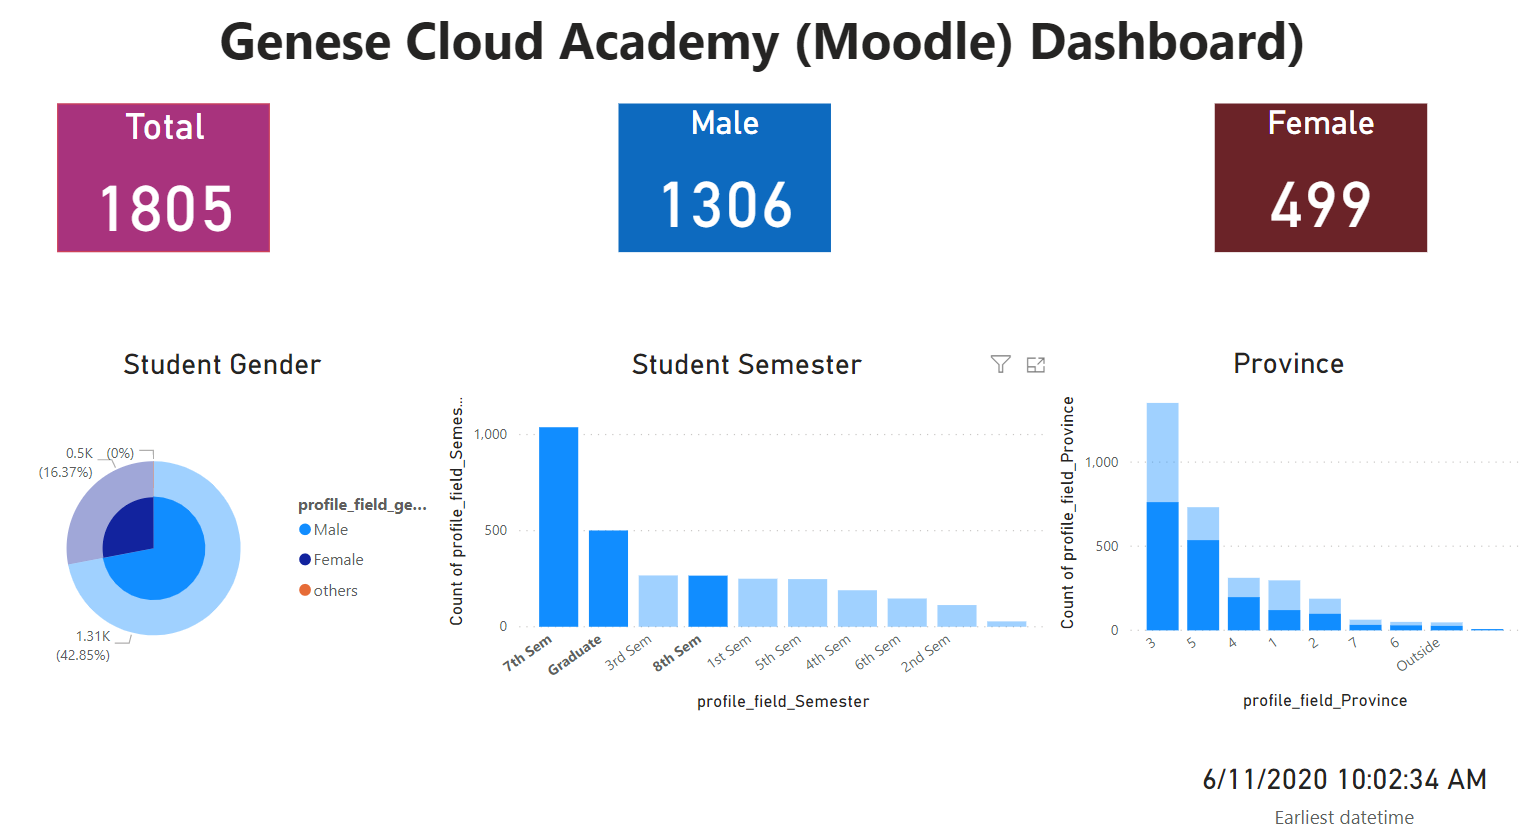 Genese Cloud Academy (Moodle) Dashboard)
Total
1805
Male
1306
Female
499
Student Gender
0.5K
(16.37%)
(0%)
1.31K
(42.85%)
profile_field_ge...
Male
Female
others
Student Semester
Count of profile_field_Semes...
1,000
500
0
7th Sem
Graduate
3rd Sem
8th Sem
1st Sem
5th Sem
4th Sem
6th Sem
2nd Sem
profile_field_Semester
Province
Count of profile_field_Province
1,000
500
0
3
5
4
1
2
7
6
Outside
profile_field_Province
6/11/2020 10:02:34 AM
Earliest datetime